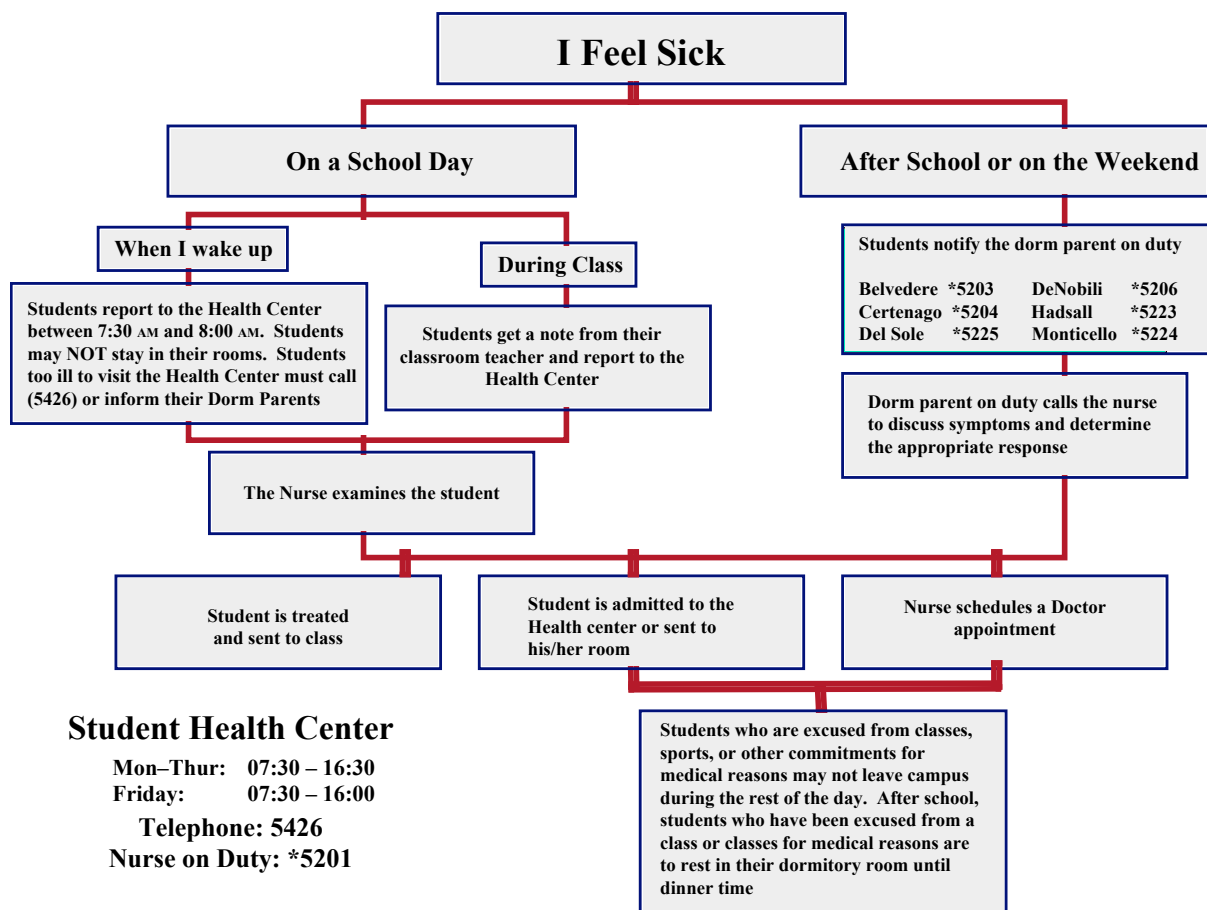 I Feel Sick
On a School Day
After School or on the Weekend
When I wake up
During Class
Students report to the Health Center
between 7:30 AM and 8:00 AM.  Students
may NOT stay in their rooms.  Students
too ill to visit the Health Center must call
(5426) or inform their Dorm Parents
Students get a note from their
classroom teacher and report to the
Health Center
Students notify the dorm parent on duty
Belvedere *5203 DeNobili *5206
Certenago *5204 Hadsall *5223
Del Sole *5225 Monticello *5224
Dorm parent on duty calls the nurse
to discuss symptoms and determine
the appropriate response
The Nurse examines the student
Student is treated
and sent to class
Student is admitted to the
Health center or sent to
his/her room
Nurse schedules a Doctor
appointment
Students who are excused from classes,
sports, or other commitments for
medical reasons may not leave campus
during the rest of the day.  After school,
students who have been excused from a
class or classes for medical reasons are
to rest in their dormitory room until
dinner time
Student Health Center
Mon–Thur: 07:30 – 16:30
Friday: 07:30 – 16:00
Telephone: 5426
Nurse on Duty: *5201